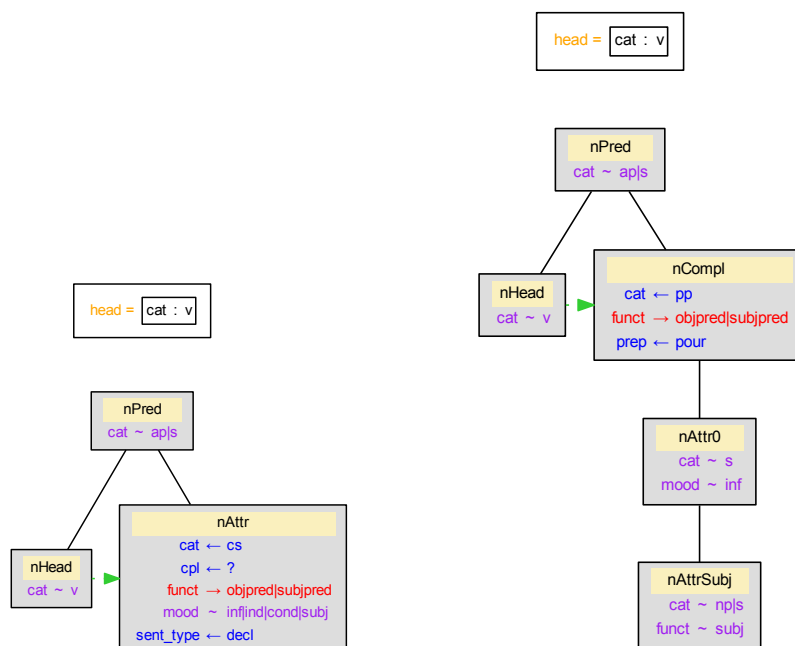 head = cat : v
nPred
cat ~ ap|s
nHead
cat ~ v
nAttr
cat ← cs
cpl ← ?
funct → objpred|subjpred
mood ~ inf|ind|cond|subj
sent_type ← decl
head = cat : v
nPred
cat ~ ap|s
nHead
cat ~ v
nCompl
cat ← pp
funct → objpred|subjpred
prep ← pour
nAttr0
cat ~ s
mood ~ inf
nAttrSubj
cat ~ np|s
funct ~ subj